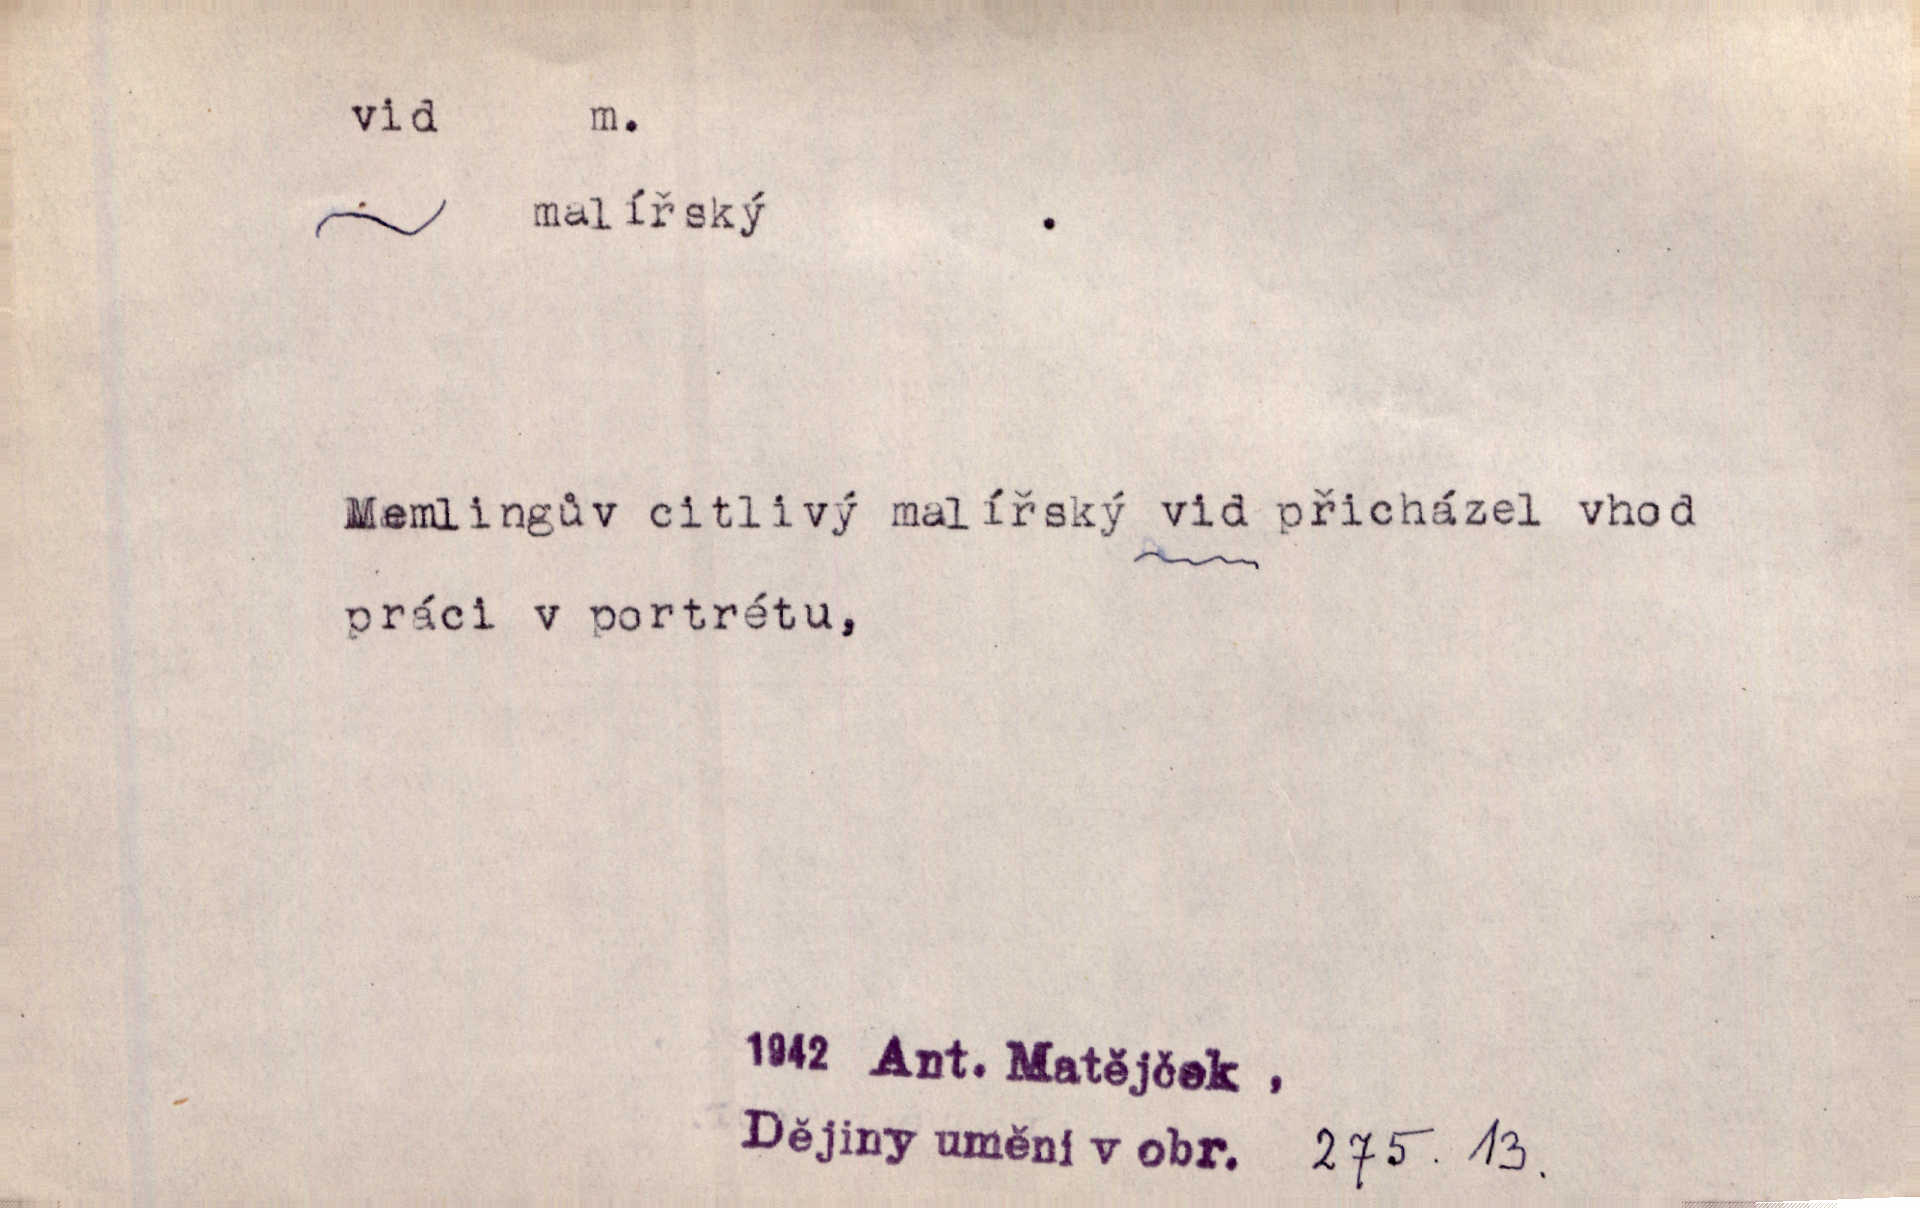 vid m.
malířský
Memlingův citlivý malířský vid přicházel vhod
práci v portrétu,
1942 Ant. Matějček ,
Dějiny umění v obr. 275. 13.